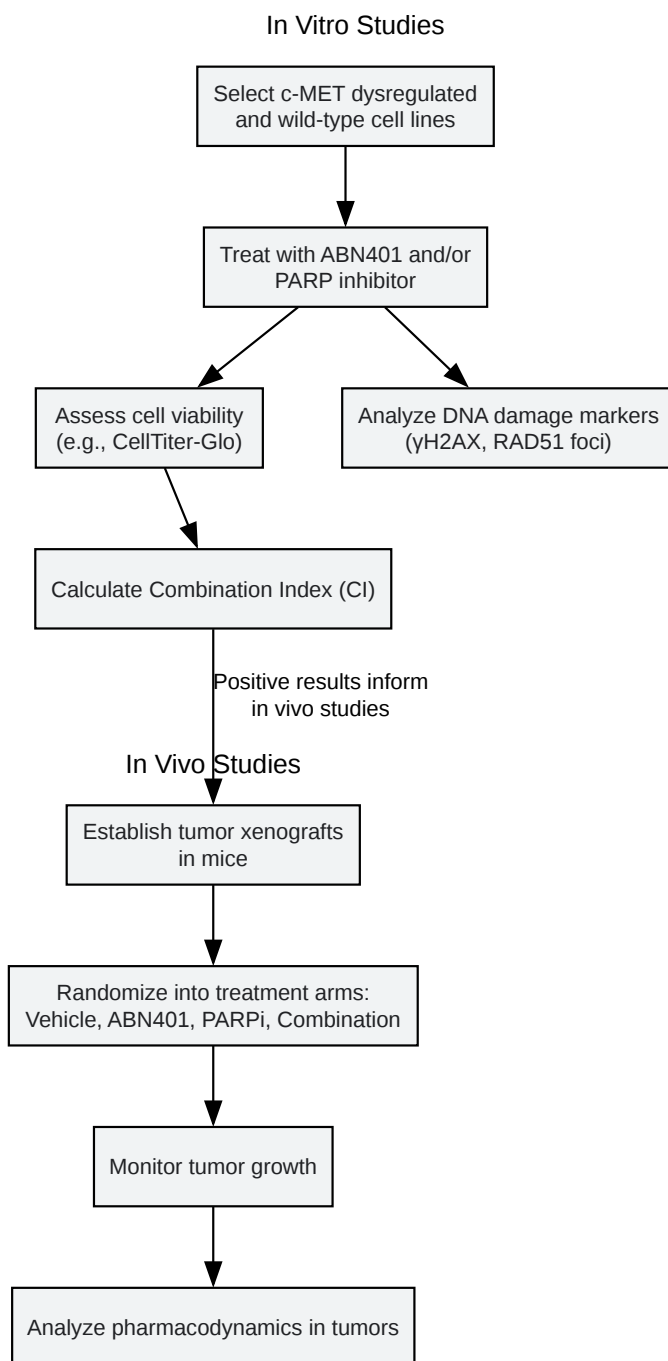 In Vitro Studies
Select c-MET dysregulated
and wild-type cell lines
Treat with ABN401 and/or
PARP inhibitor
Assess cell viability
(e.g., CellTiter-Glo)
Analyze DNA damage markers
(γH2AX, RAD51 foci)
Calculate Combination Index (CI)
Positive results inform
in vivo studies
In Vivo Studies
Establish tumor xenografts
in mice
Randomize into treatment arms:
Vehicle, ABN401, PARPi, Combination
Monitor tumor growth
Analyze pharmacodynamics in tumors